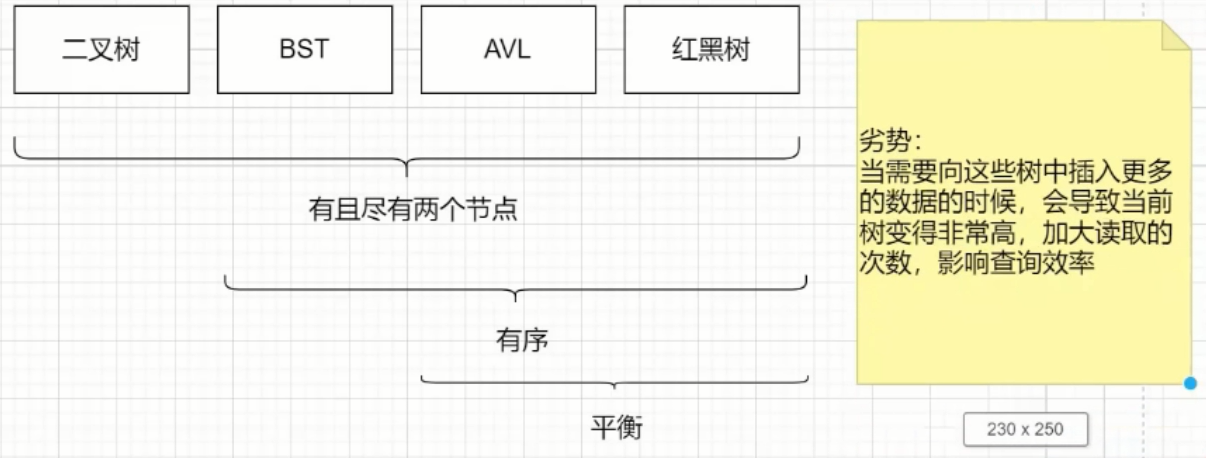 二叉树
BST
AVL
红黑树
有且尽有两个节点
有序
平衡
劣势：
当需要向这些树中插入更多
的数据的时候，会导致当前
树变得非常高，加大读取的
次数，影响查询效率
230 x 250